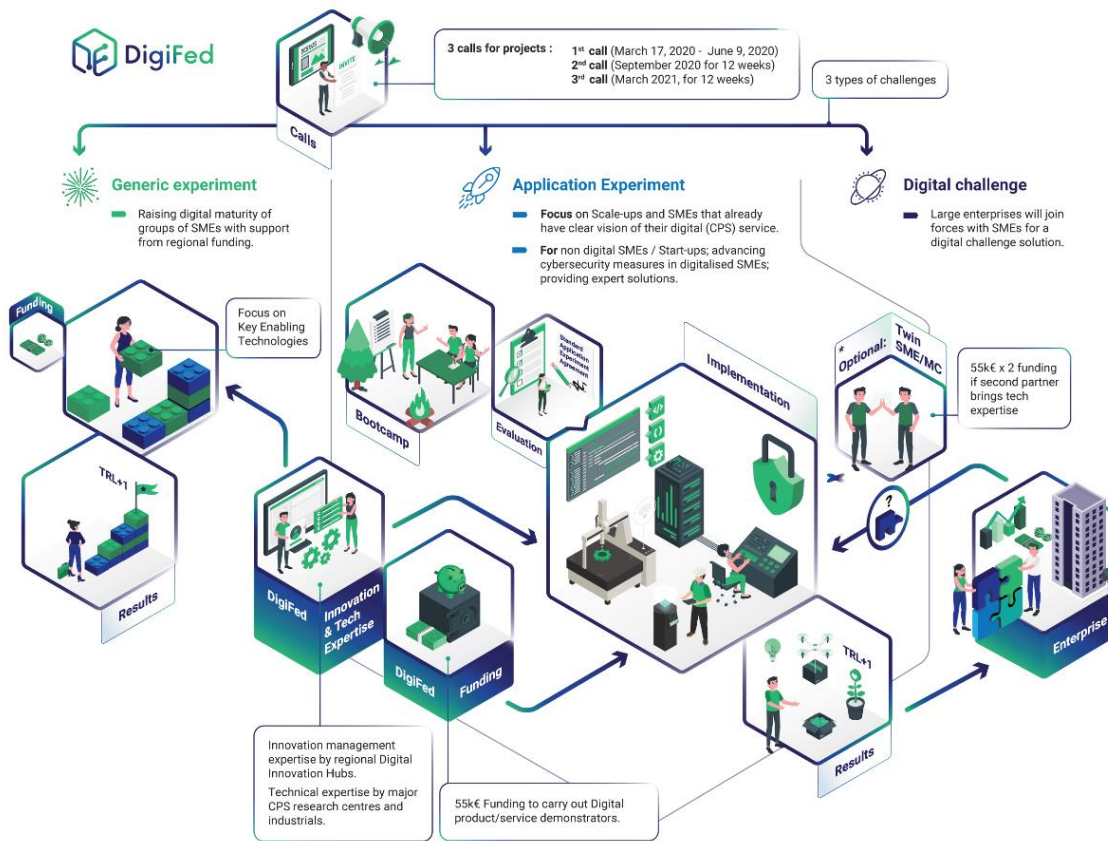 DigiFed
NEWS
INVITE
Calls
3 calls for projects :
1st call (March 17, 2020 - June 9, 2020)
2nd call (September 2020 for 12 weeks)
3rd call (March 2021, for 12 weeks)
3 types of challenges
Generic experiment
Raising digital maturity of
groups of SMEs with support
from regional funding.
Application Experiment
Focus on Scale-ups and SMEs that already
have clear vision of their digital (CPS) service.
For non digital SMEs / Start-ups; advancing
cybersecurity measures in digitalised SMEs;
providing expert solutions.
Digital challenge
Large enterprises will join
forces with SMEs for a
digital challenge solution.
Funding
Focus on
Key Enabling
Technologies
Bootcamp
Standard
Application
Experiment
Agreement
Evaluation
Implementation
*
Optional:
Twin
SME/MC
55k€ x 2 funding
if second partner
brings tech
expertise
TRL+1
Results
DigiFed
Innovation
& Tech
Expertise
DigiFed
Funding
?
Enterprise
TRL+1
Results
Innovation management
expertise by regional Digital
Innovation Hubs.
Technical expertise by major
CPS research centres and
industrials.
55k€ Funding to carry out Digital
product/service demonstrators.